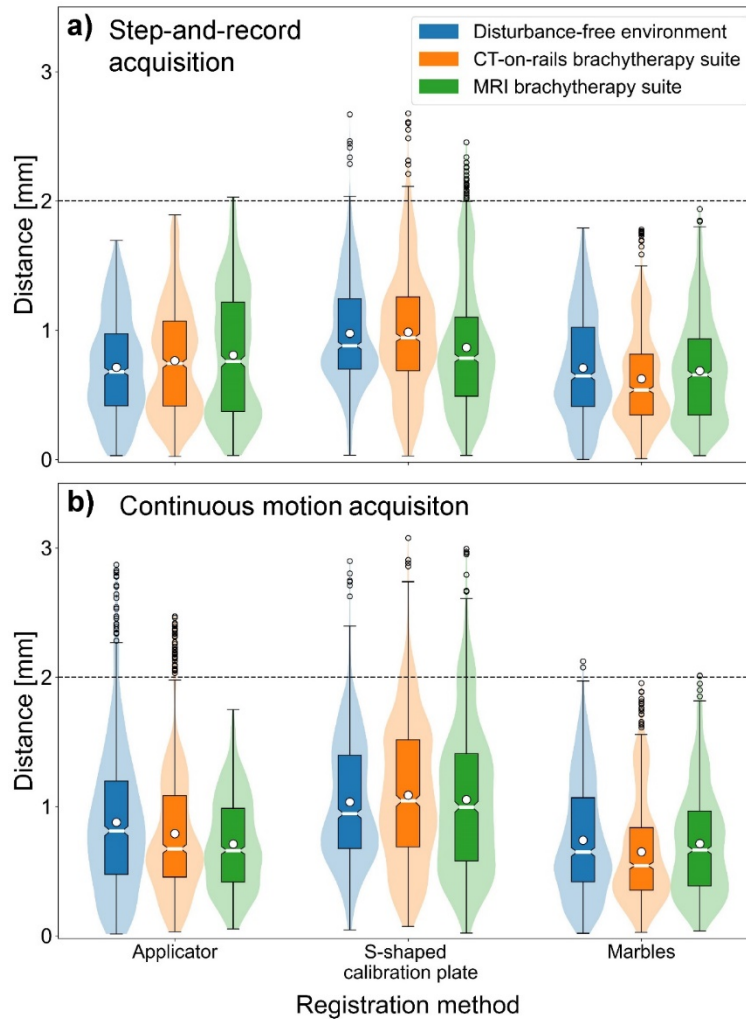 a) Step-and-record
acquisition
Disturbance-free environment
CT-on-rails brachytherapy suite
MRI brachytherapy suite
3
2
1
0
Distance [mm]
b) Continuous motion acquisiton
3
2
1
0
Distance [mm]
Applicator
S-shaped
calibration plate
Marbles
Registration method